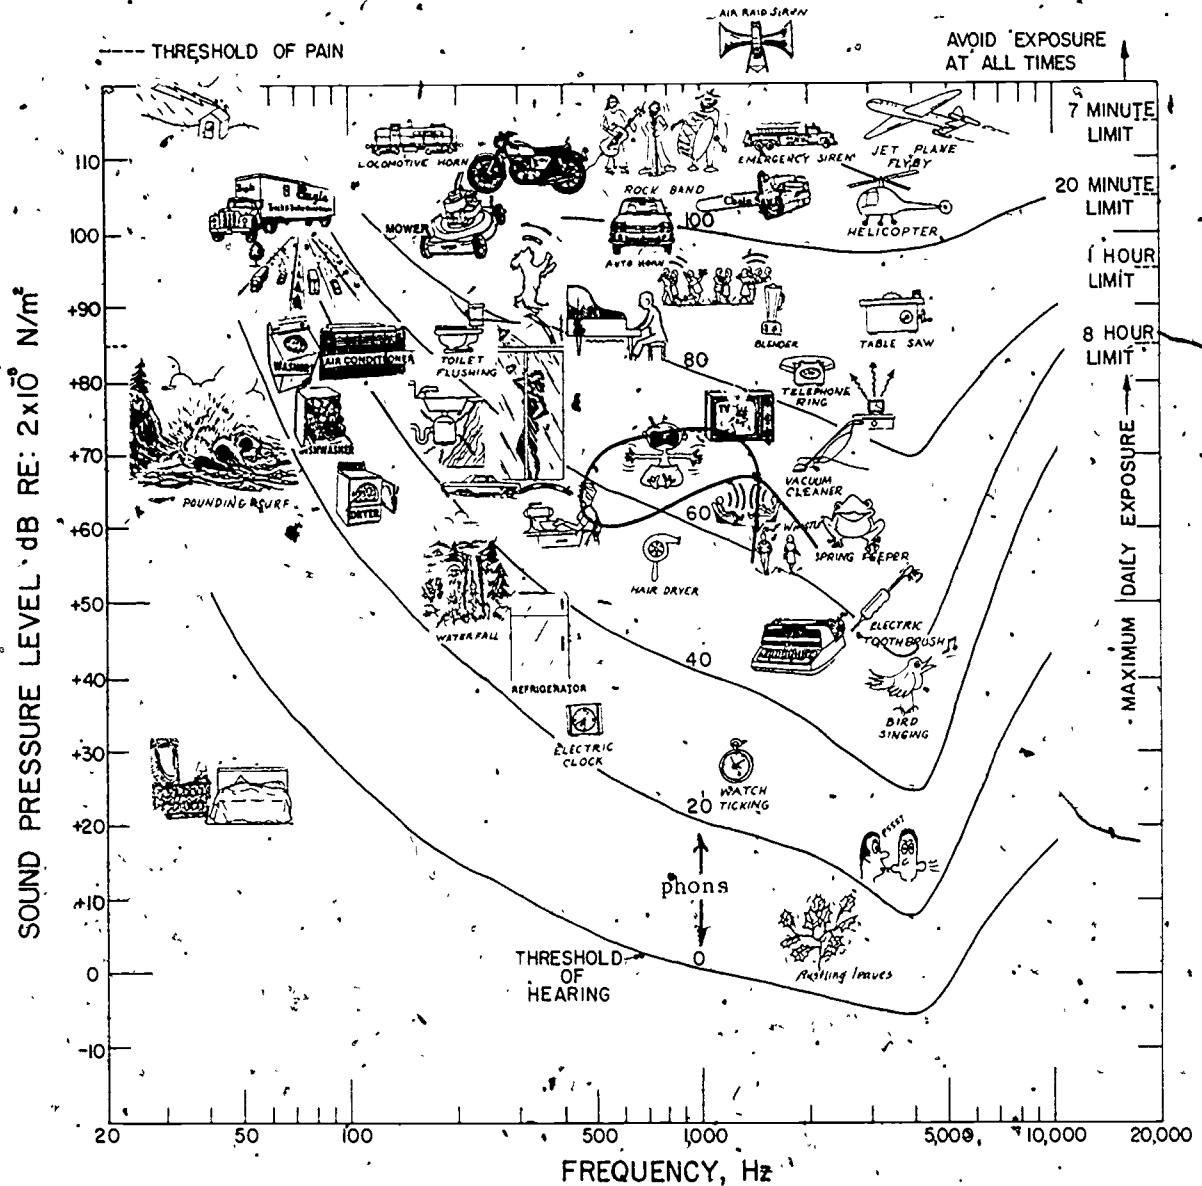 AIR RAID SIREN
---- THRESHOLD OF PAIN
AVOID EXPOSURE
AT ALL TIMES
7 MINUTE
LIMIT
20 MINUTE
LIMIT
1 HOUR
LIMIT
8 HOUR
LIMIT
MAXIMUM DAILY EXPOSURE
SOUND PRESSURE LEVEL dB RE: 2x10⁻⁵ N/m²
110
100
+90
+80
+70
+60
+50
+40
+30
+20
+10
0
-10
LOCOMOTIVE HORN
ROCK BAND
EMERGENCY SIREN
JET PLANE
FLYBY
Eagle
MOWER
100
Chain Saw
AUTO HORN
HELICOPTER
WASHER
AIR CONDITIONER
TOILET
FLUSHING
BLENDER
TABLE SAW
80
TELEPHONE
RING
DISHWASHER
TV
VACUUM
CLEANER
POUNDING SURF
DRYER
60
SPRING PEEPER
HAIR DRYER
WATERFALL
ELECTRIC
TOOTHBRUSH
40
REFRIGERATOR
BIRD
SINGING
ELECTRIC
CLOCK
WATCH
TICKING
20
PSSST
phons
THRESHOLD
OF
HEARING
0
Rustling leaves
20
50
100
500
1,000
5,000
10,000
20,000
FREQUENCY, Hz